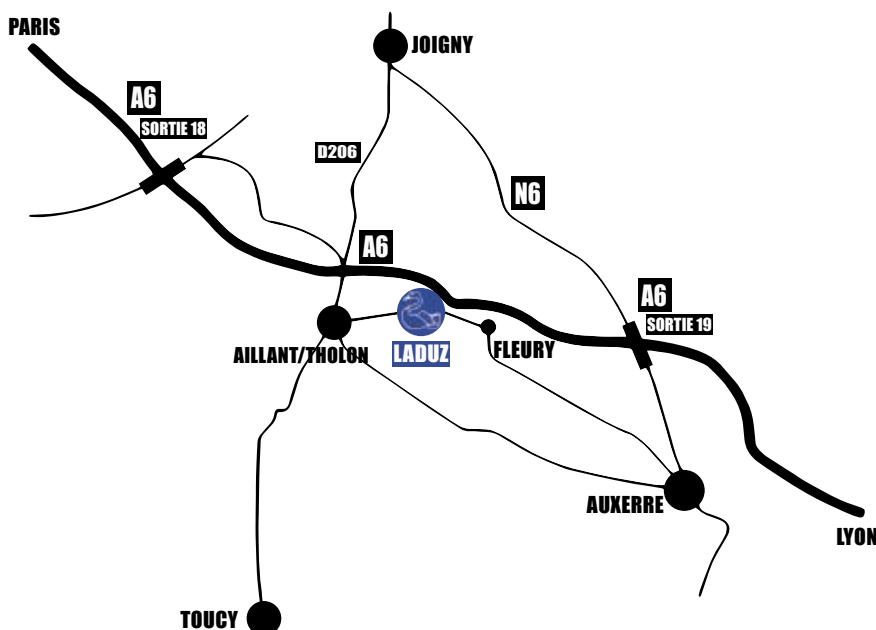 PARIS
JOIGNY
A6
SORTIE 18
D206
N6
A6
A6
SORTIE 19
AILLANT/THOLON
LADUZ
FLEURY
AUXERRE
LYON
TOUCY